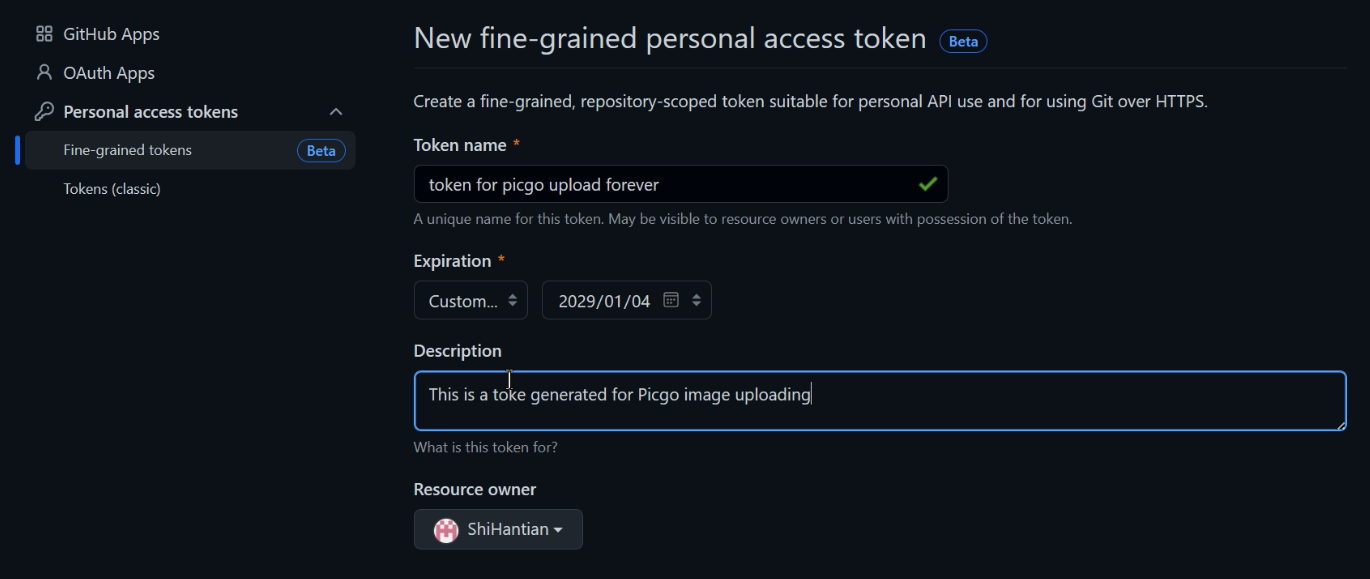 GitHub Apps
OAuth Apps
Personal access tokens
Fine-grained tokens Beta
Tokens (classic)
New fine-grained personal access token Beta
Create a fine-grained, repository-scoped token suitable for personal API use and for using Git over HTTPS.
Token name *
token for picgo upload forever
A unique name for this token. May be visible to resource owners or users with possession of the token.
Expiration *
Custom... 2029/01/04
Description
This is a toke generated for Picgo image uploading
What is this token for?
Resource owner
ShiHantian